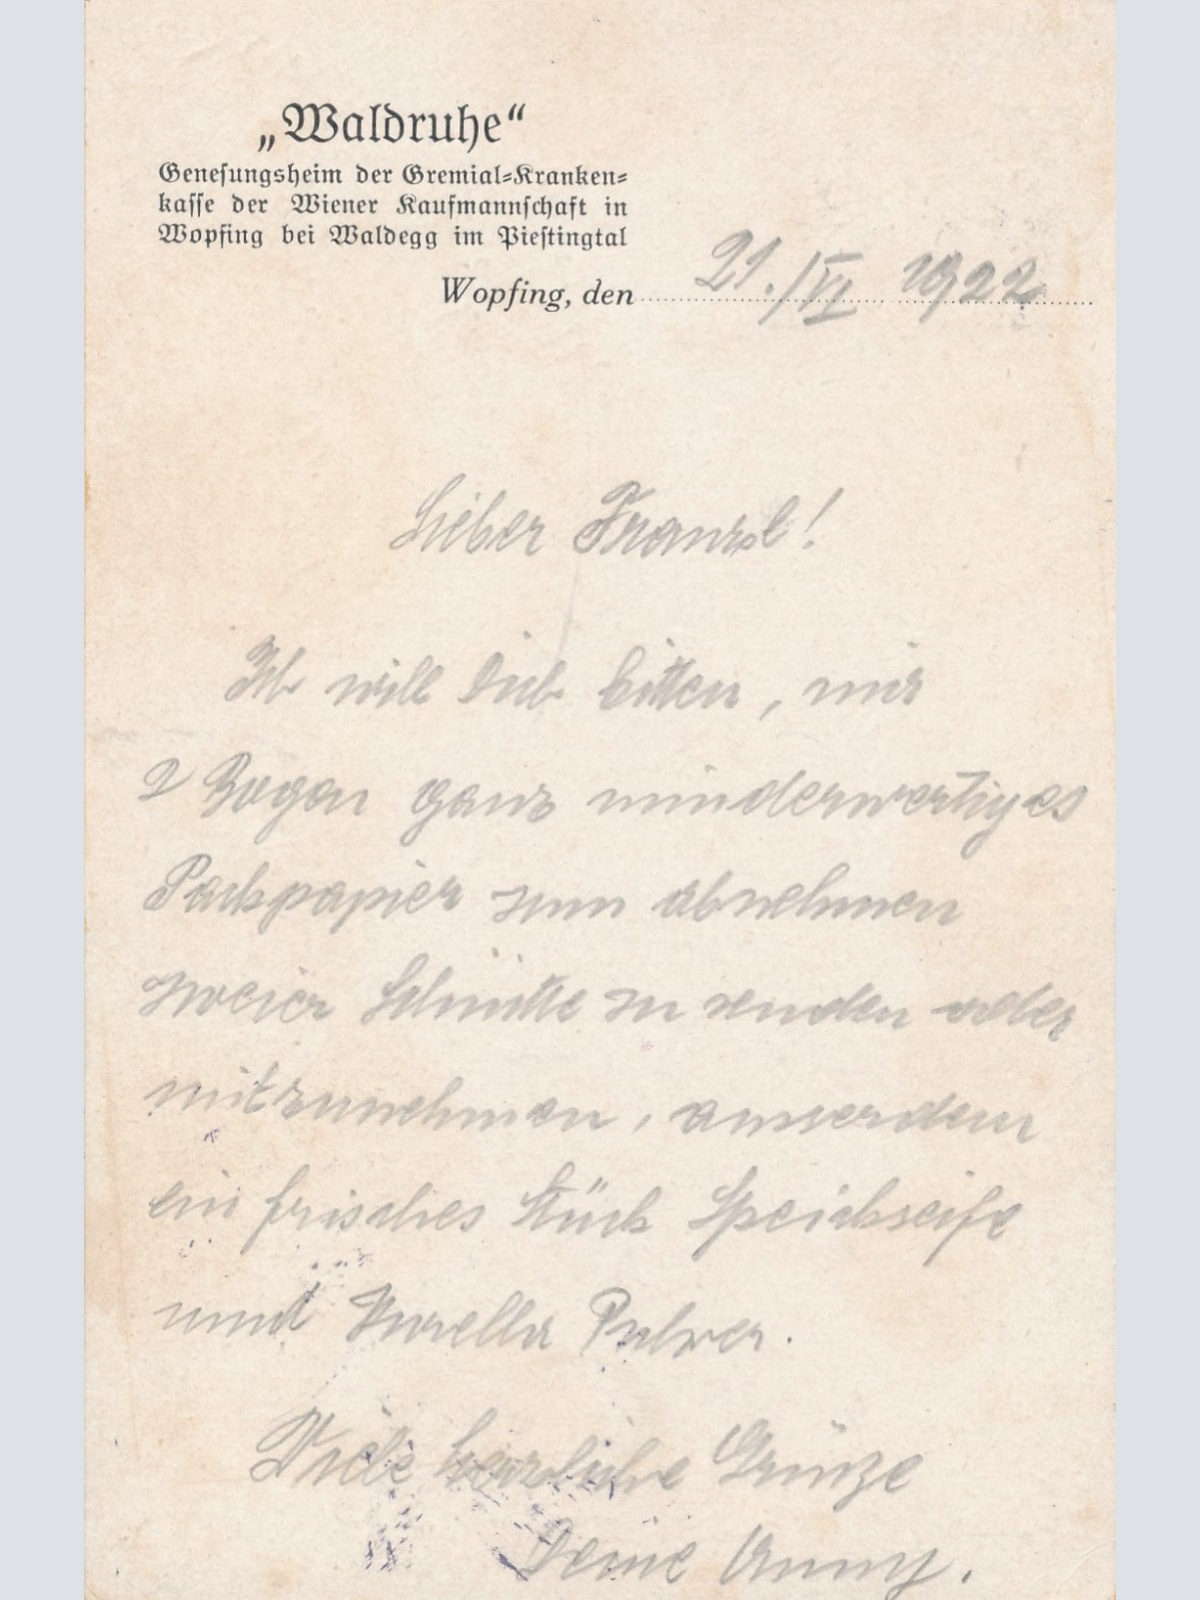 „Waldruhe“
Genesungsheim der Gremial-Kranken-
kasse der Wiener Kaufmannschaft in
Wopfing bei Waldegg im Piestingtal
Wopfing, den 21./VI 1922
Lieber Franzl!
Ich will Dich bitten, mir
2 Bogen ganz minderwertiges
Packpapier zum abnehmen
zweier Schnitte zu senden oder
mitzunehmen, ausserdem
ein frisches Stück Speickseife
und Pulver.
Viele herzliche Grüße
Deine Anny.